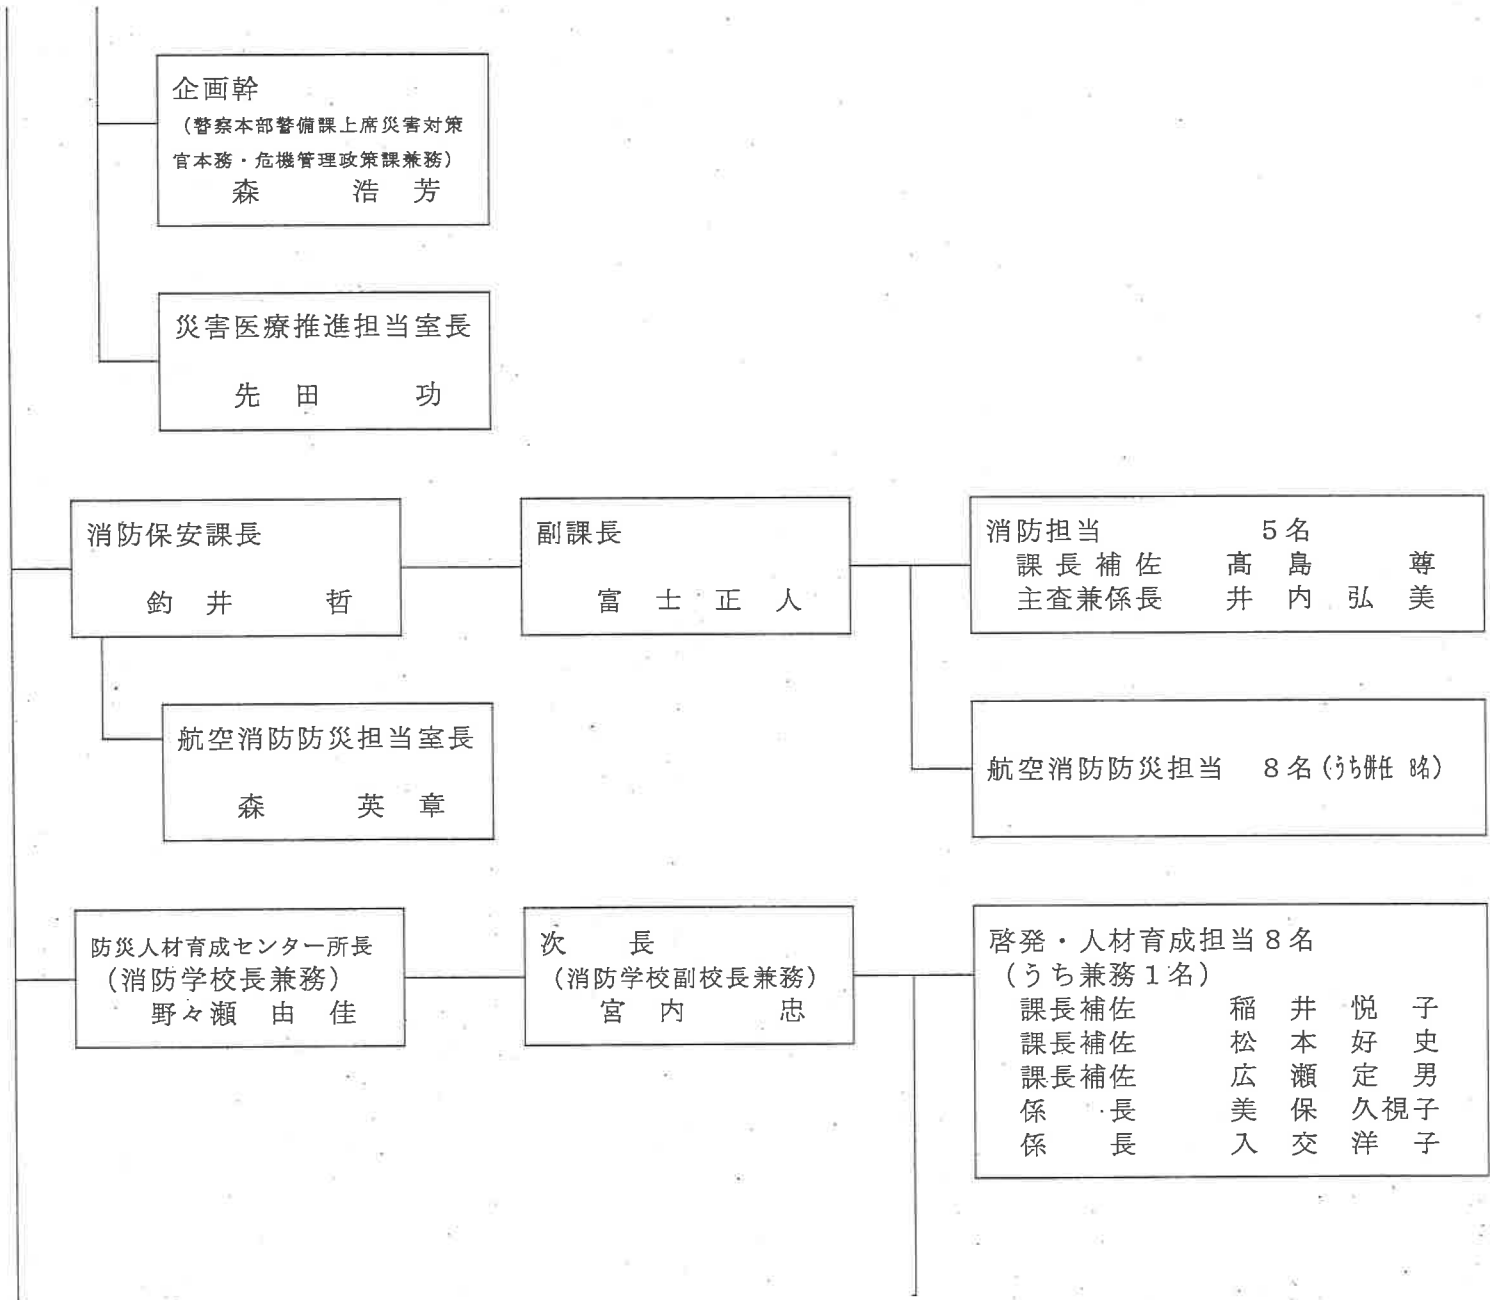 企画幹
(警察本部警備課上席災害対策
官本務・危機管理政策課兼務)
森 浩 芳
災害医療推進担当室長
先 田 功
消防保安課長
釣 井 哲
副課長
富 士 正 人
消防担当 5名
課長補佐 髙 島 尊
主査兼係長 井 内 弘 美
航空消防防災担当室長
森 英 章
航空消防防災担当 8名(うち併任 8名)
防災人材育成センター所長
(消防学校長兼務)
野々瀬 由 佳
次 長
(消防学校副校長兼務)
宮 内 忠
啓発・人材育成担当8名
(うち兼務1名)
課長補佐 稲 井 悦 子
課長補佐 松 本 好 史
課長補佐 広 瀬 定 男
係 長 美 保 久視子
係 長 入 交 洋 子